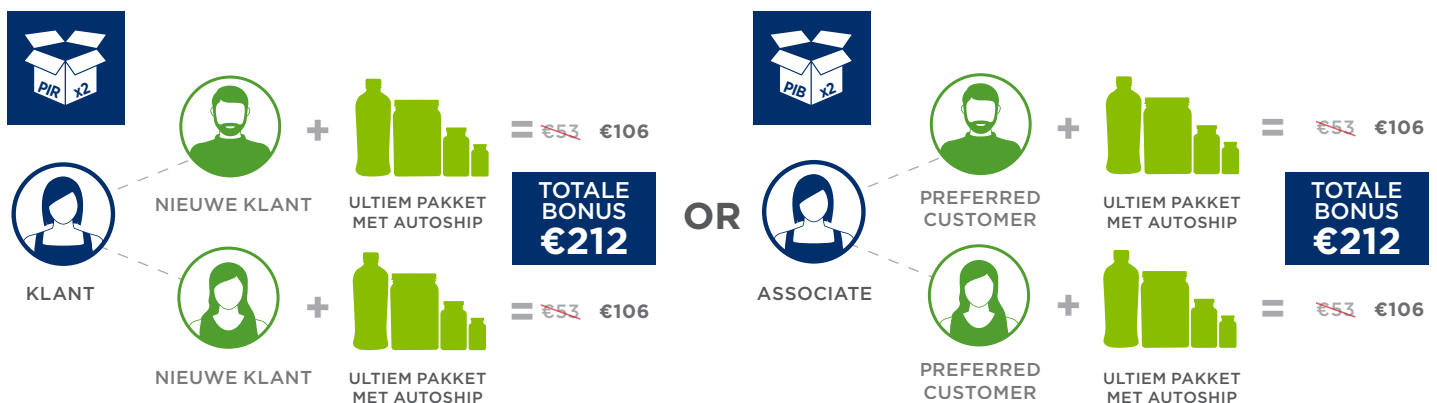 PIR x2
NIEUWE KLANT
+
ULTIEM PAKKET
MET AUTOSHIP
= €53 €106
KLANT
TOTALE
BONUS
€212
NIEUWE KLANT
+
ULTIEM PAKKET
MET AUTOSHIP
= €53 €106
OR
PIB x2
PREFERRED
CUSTOMER
+
ULTIEM PAKKET
MET AUTOSHIP
= €53 €106
ASSOCIATE
TOTALE
BONUS
€212
PREFERRED
CUSTOMER
+
ULTIEM PAKKET
MET AUTOSHIP
= €53 €106